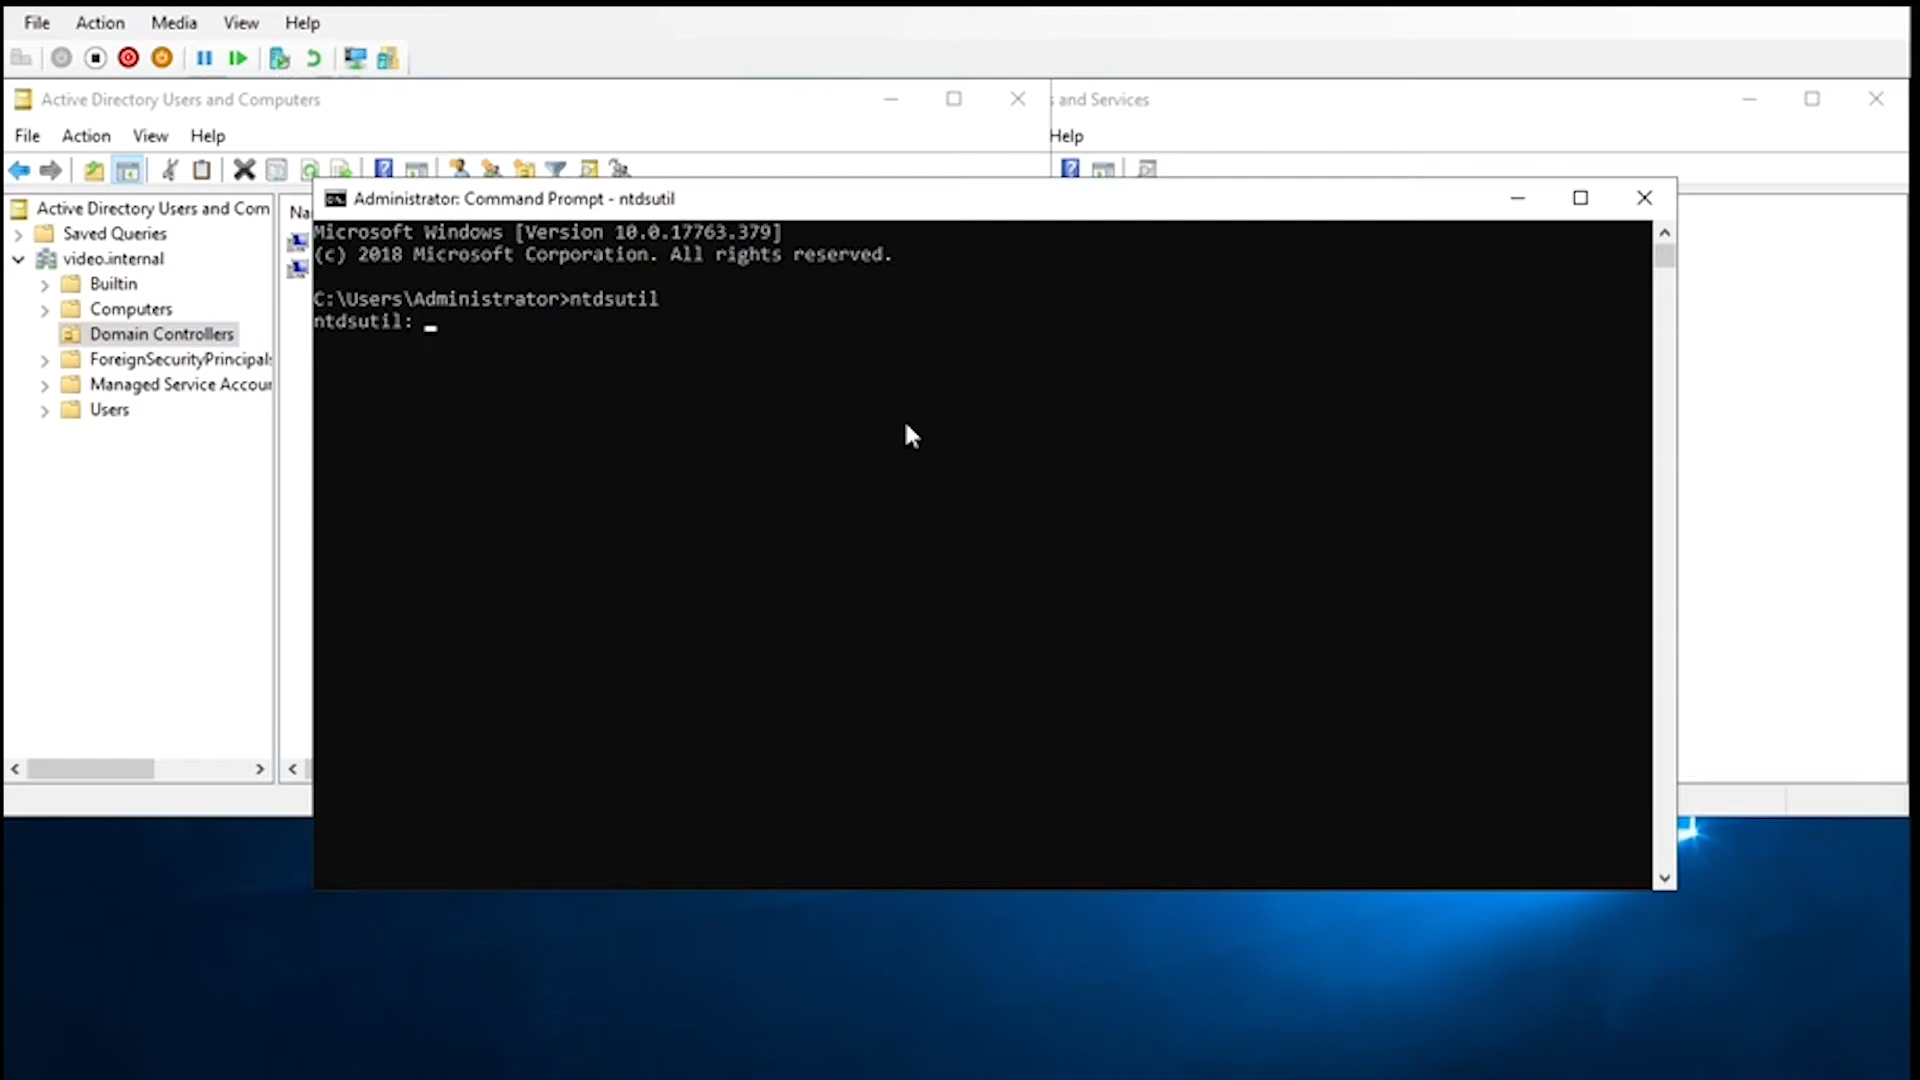 File Action Media View Help
Active Directory Users and Computers
and Services
File Action View Help
Help
Administrator: Command Prompt - ntdsutil
Active Directory Users and Com
Saved Queries
video.internal
Builtin
Computers
Domain Controllers
ForeignSecurityPrincipals
Managed Service Accou
Users
Na
Microsoft Windows [Version 10.0.17763.379]
(c) 2018 Microsoft Corporation. All rights reserved.
C:\Users\Administrator>ntdsutil
ntdsutil: